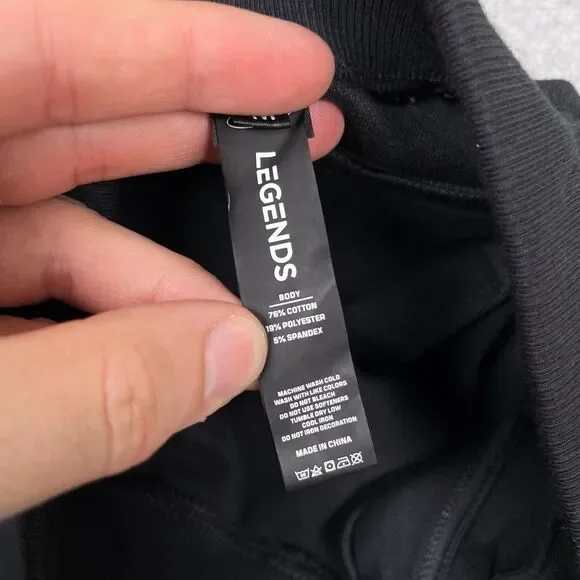 LEGENDS
BODY
76% COTTON
19% POLYESTER
5% SPANDEX
MACHINE WASH COLD
WASH WITH LIKE COLORS
DO NOT BLEACH
DO NOT USE SOFTENERS
TUMBLE DRY LOW
COOL IRON
DO NOT IRON DECORATION
MADE IN CHINA